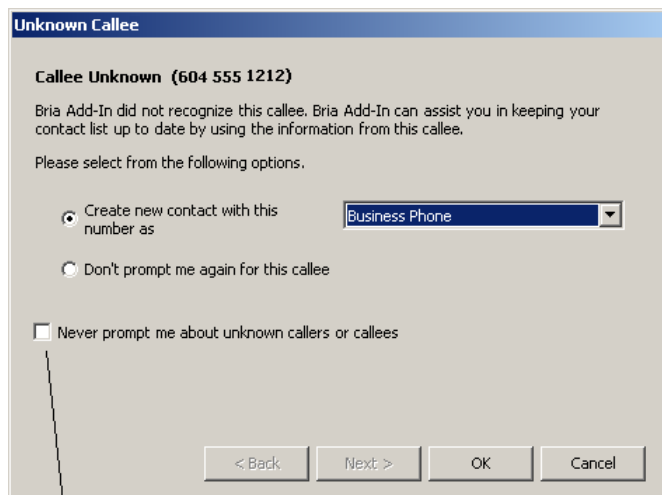 Unknown Callee
Callee Unknown (604 555 1212)
Bria Add-In did not recognize this callee. Bria Add-In can assist you in keeping your
contact list up to date by using the information from this callee.
Please select from the following options.
Create new contact with this
number as
Business Phone
Don't prompt me again for this callee
Never prompt me about unknown callers or callees
< Back
Next >
OK
Cancel